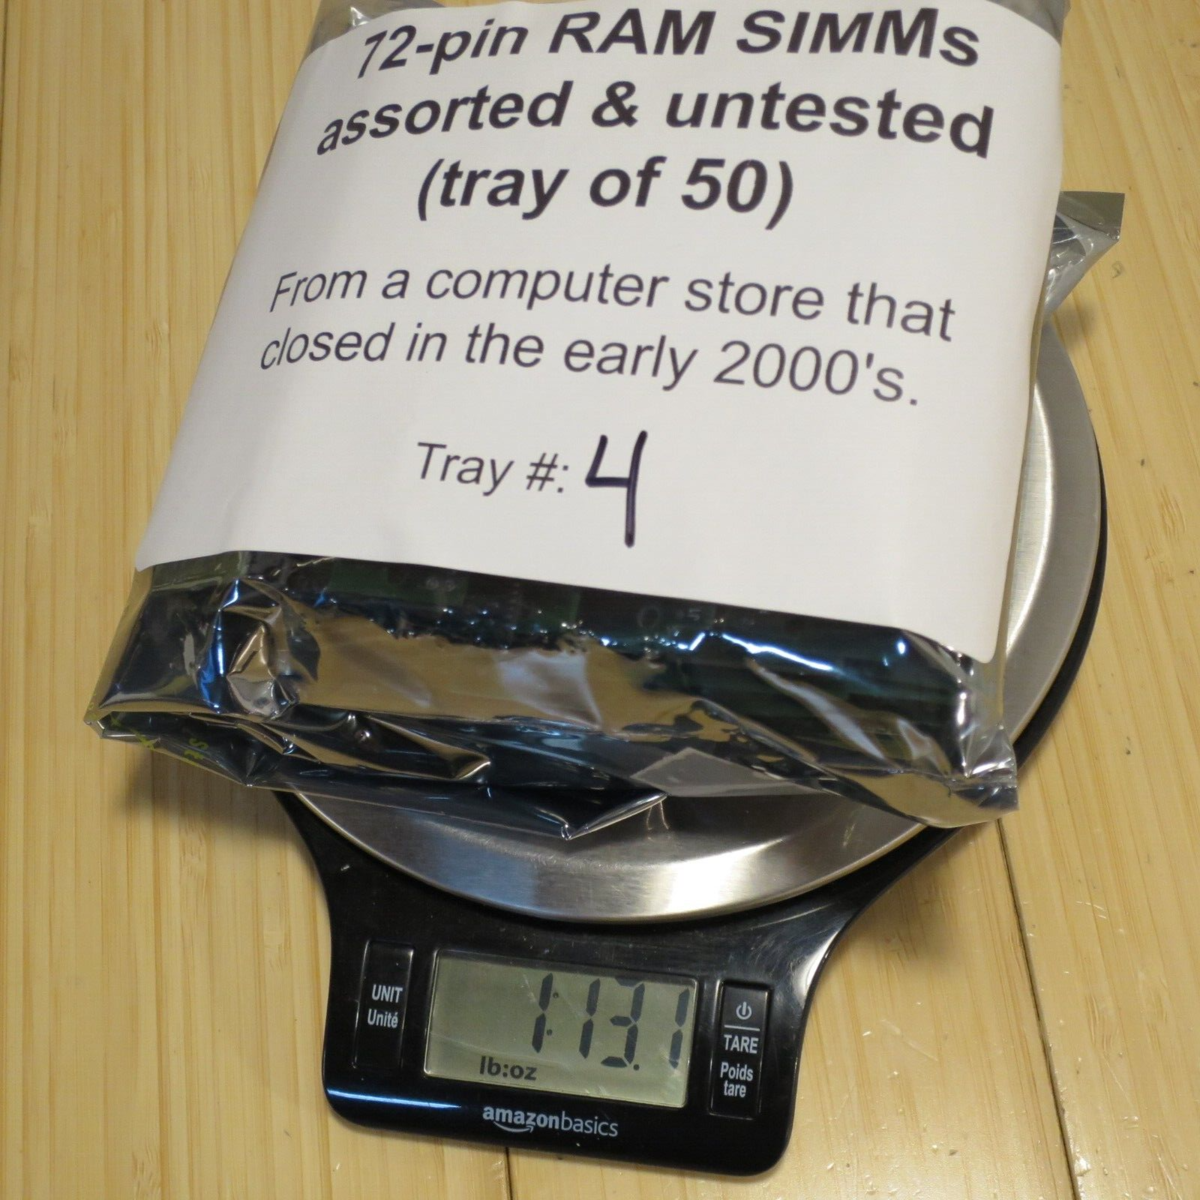 72-pin RAM SIMMs
assorted & untested
(tray of 50)
From a computer store that
closed in the early 2000's.
Tray #: 4
1:13.1
lb:oz
UNIT
Unité
TARE
Poids
tare
amazonbasics